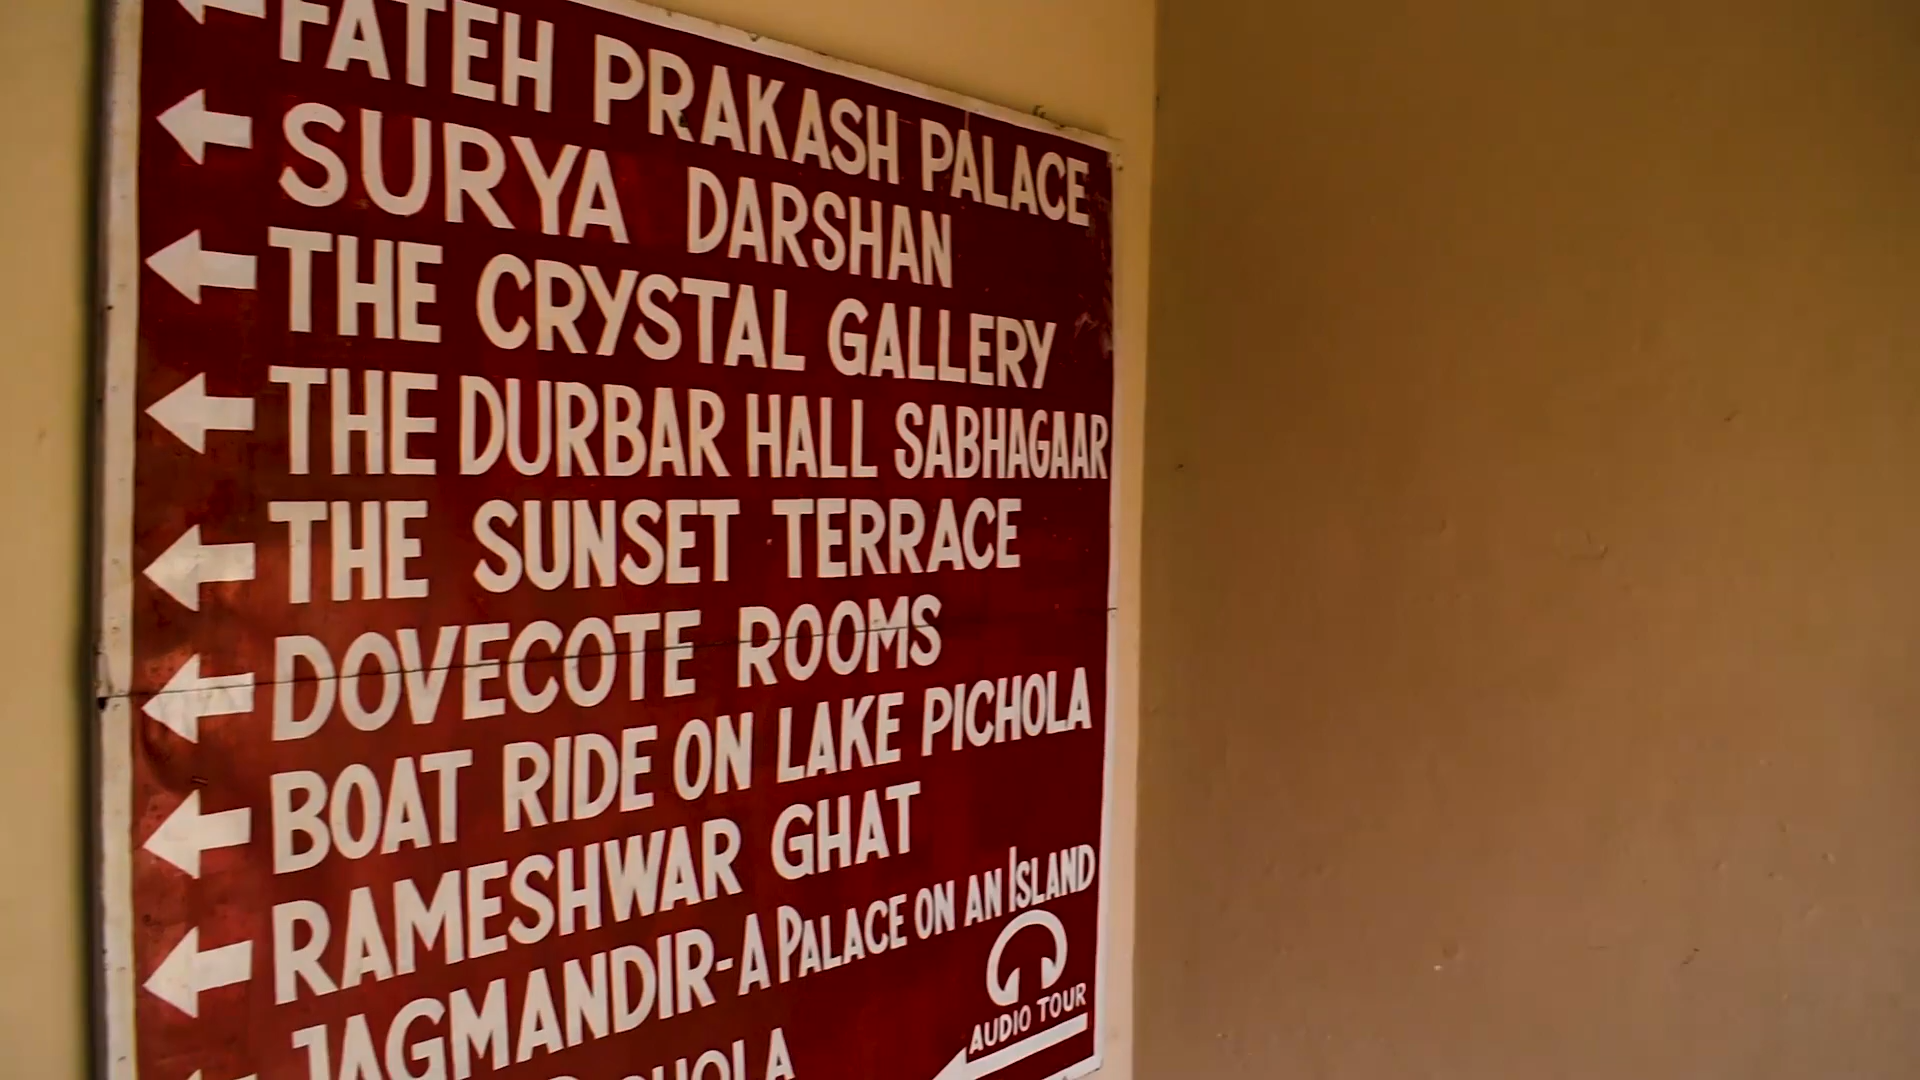 FATEH PRAKASH PALACE
SURYA DARSHAN
THE CRYSTAL GALLERY
THE DURBAR HALL SABHAGAAR
THE SUNSET TERRACE
DOVECOTE ROOMS
BOAT RIDE ON LAKE PICHOLA
RAMESHWAR GHAT
JAGMANDIR-A PALACE ON AN ISLAND
AUDIO TOUR